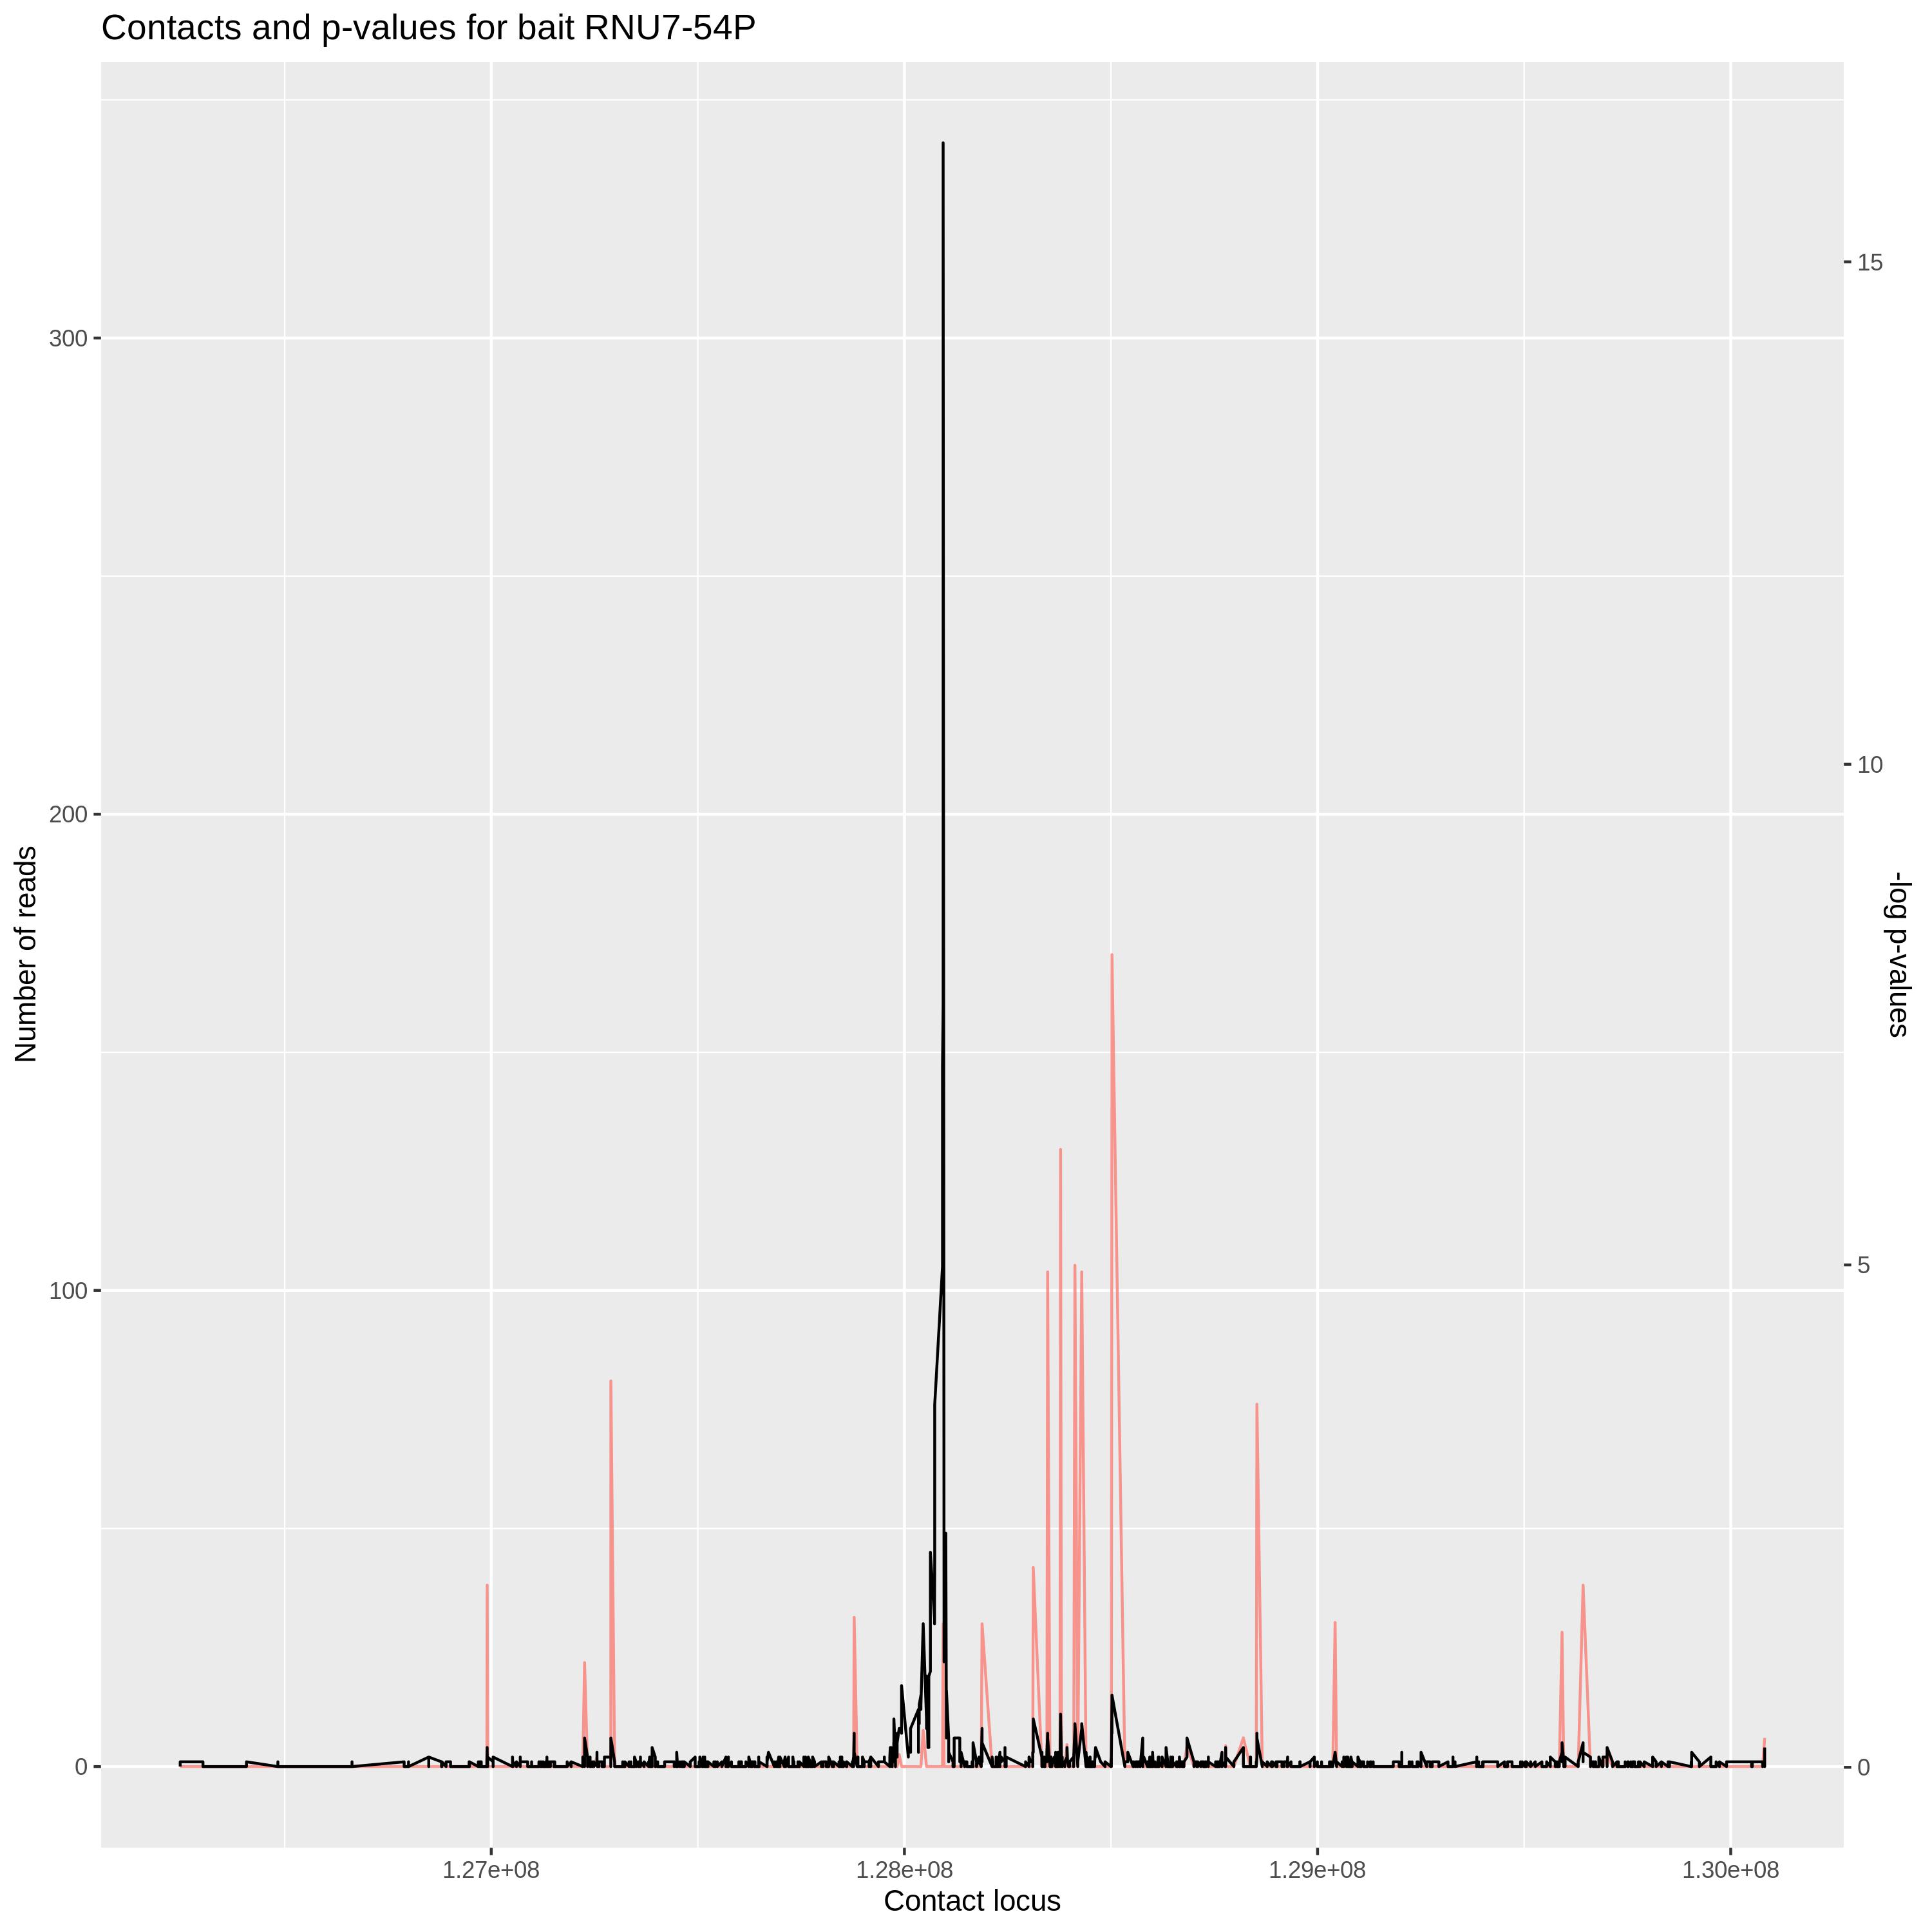 Contacts and p-values for bait RNU7-54P
300
200
100
0
Number of reads
15
10
5
0
-log p-values
1.27e+08
1.28e+08
1.29e+08
1.30e+08
Contact locus